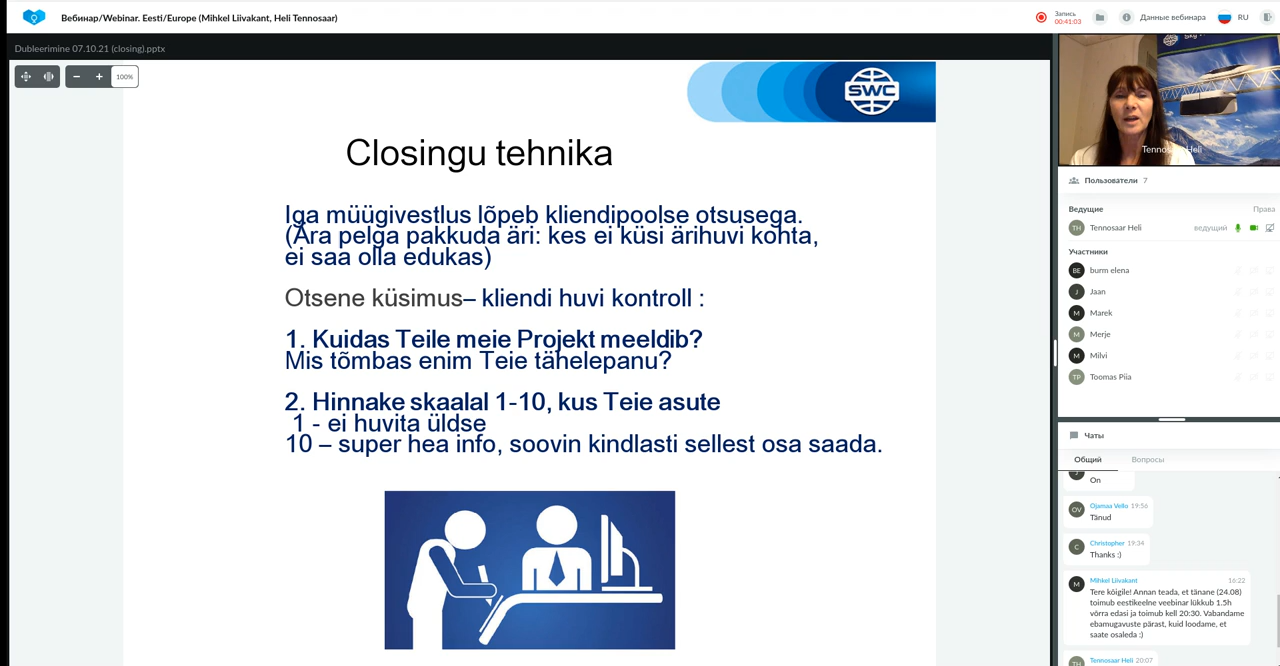 Вебинар/Webinar. Eesti/Europe (Mihkel Liivakant, Heli Tennosaar)
Запись
00:41:03
Данные вебинара
RU
Dubleerimine 07.10.21 (closing).pptx
100%
SWC
Closingu tehnika
Iga müügivestlus lõpeb kliendipoolse otsusega.
(Ära pelga pakkuda äri: kes ei küsi ärihuvi kohta,
ei saa olla edukas)
Otsene küsimus– kliendi huvi kontroll :
1. Kuidas Teile meie Projekt meeldib?
Mis tõmbas enim Teie tähelepanu?
2. Hinnake skaalal 1-10, kus Teie asute
1 - ei huvita üldse
10 – super hea info, soovin kindlasti sellest osa saada.
Tennosaar Heli
Пользователи 7
Ведущие Права
TH Tennosaar Heli ведущий
Участники
BE burm elena
J Jaan
M Marek
M Merje
M Milvi
TP Toomas Piia
Чаты
Общий Вопросы
On
OV Ojamaa Vella 19:56
Tänud
C Christopher 19:34
Thanks :)
M Mihkel Liivakant 16:22
Tere kõigile! Annan teada, et tänane (24.08)
toimub eestikeelne veebinar lükkub 1.5h
võrra edasi ja toimub kell 20:30. Vabandame
ebamugavuste pärast, kuid loodame, et
saate osaleda :)
TH Tennosaar Heli 20:07